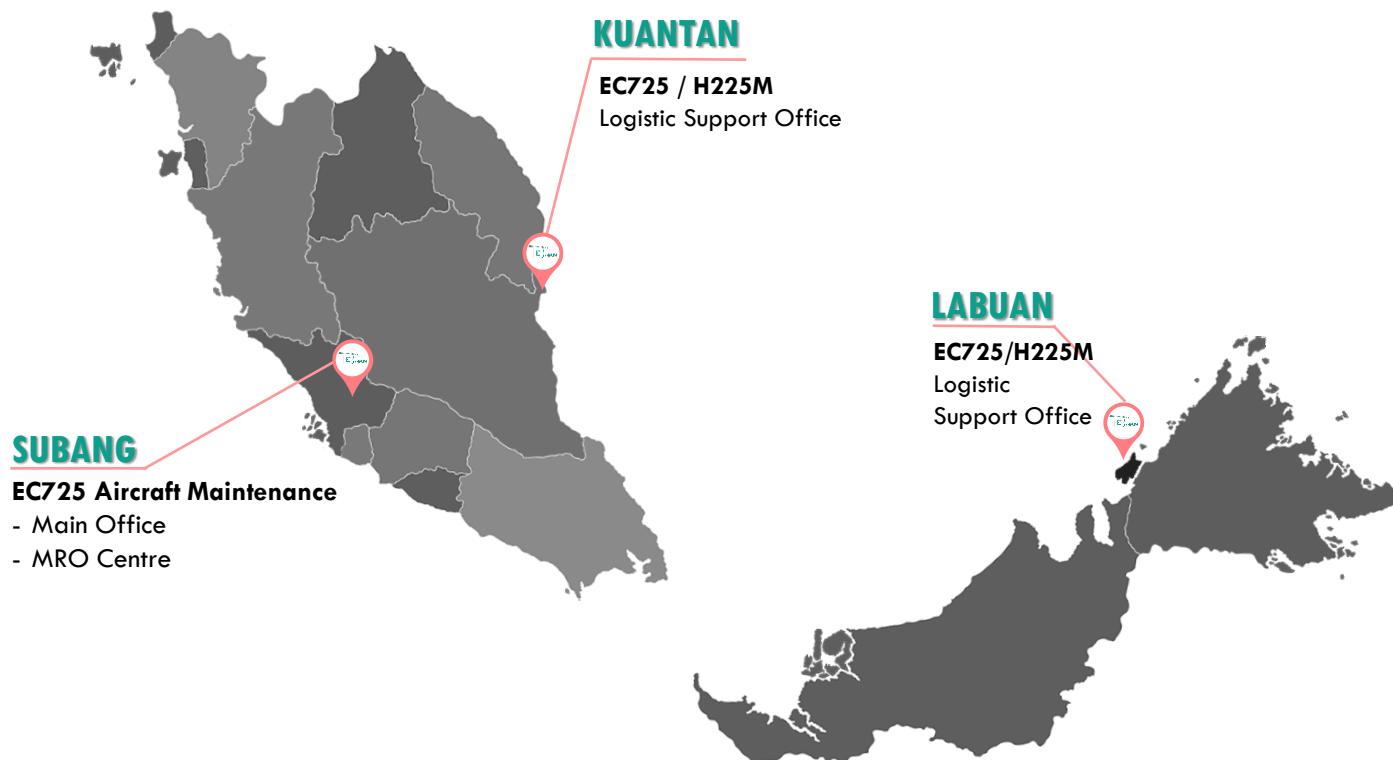 KUANTAN
EC725 / H225M
Logistic Support Office
LABUAN
EC725/H225M
Logistic
Support Office
SUBANG
EC725 Aircraft Maintenance
- Main Office
- MRO Centre